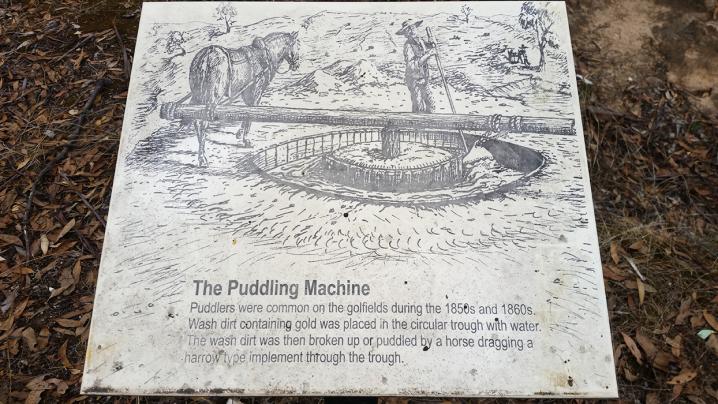 The Puddling Machine
Puddlers were common on the golfields during the 1850s and 1860s.
Wash dirt containing gold was placed in the circular trough with water.
The wash dirt was then broken up or puddled by a horse dragging a
harrow type implement through the trough.